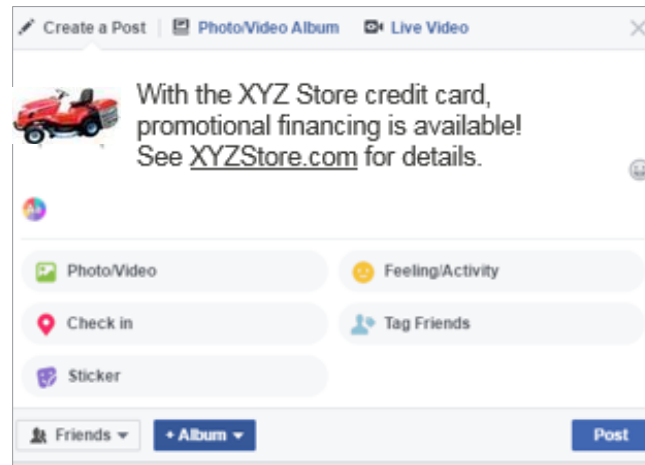 Create a Post Photo/Video Album Live Video
With the XYZ Store credit card,
promotional financing is available!
See XYZStore.com for details.
Photo/Video Feeling/Activity
Check in Tag Friends
Sticker
Friends + Album Post